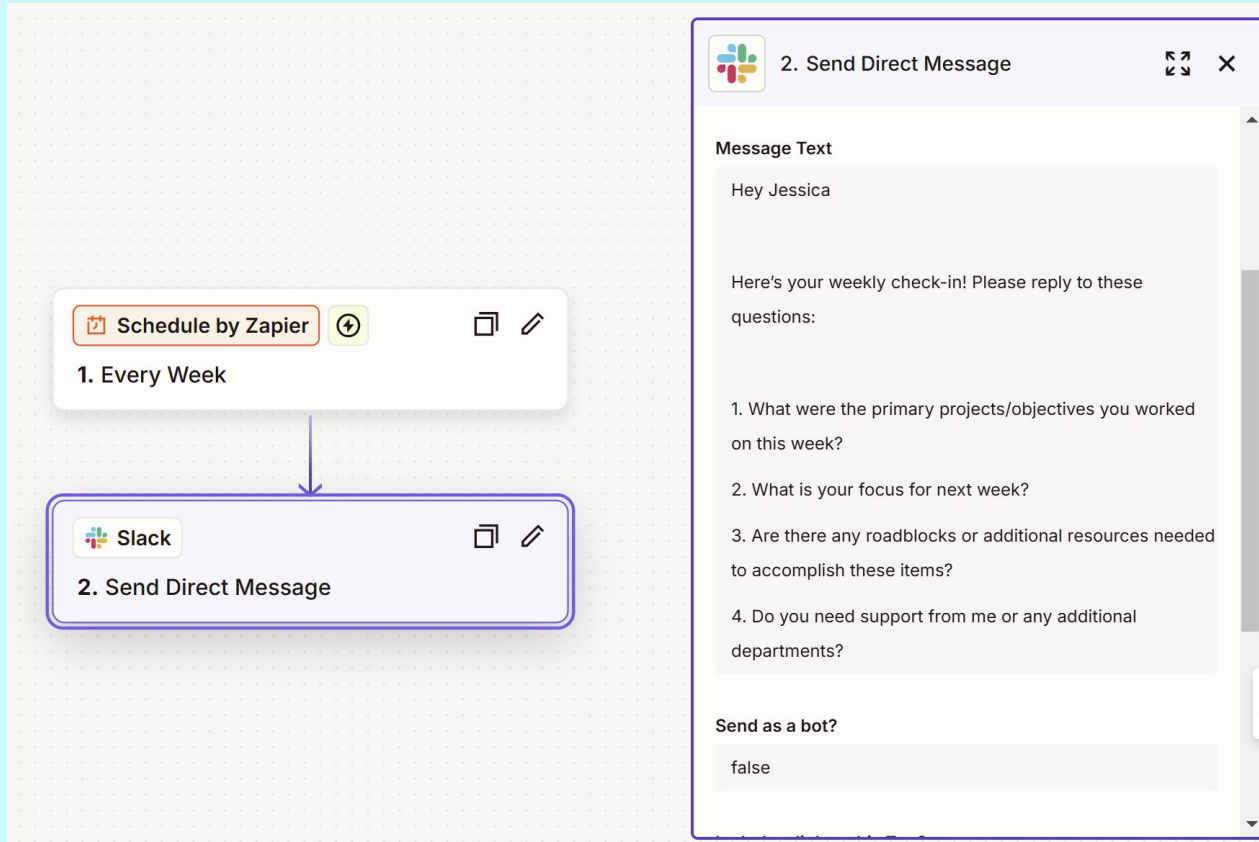 Schedule by Zapier
1. Every Week
Slack
2. Send Direct Message
2. Send Direct Message
Message Text
Hey Jessica
Here’s your weekly check-in! Please reply to these
questions:
1. What were the primary projects/objectives you worked
on this week?
2. What is your focus for next week?
3. Are there any roadblocks or additional resources needed
to accomplish these items?
4. Do you need support from me or any additional
departments?
Send as a bot?
false